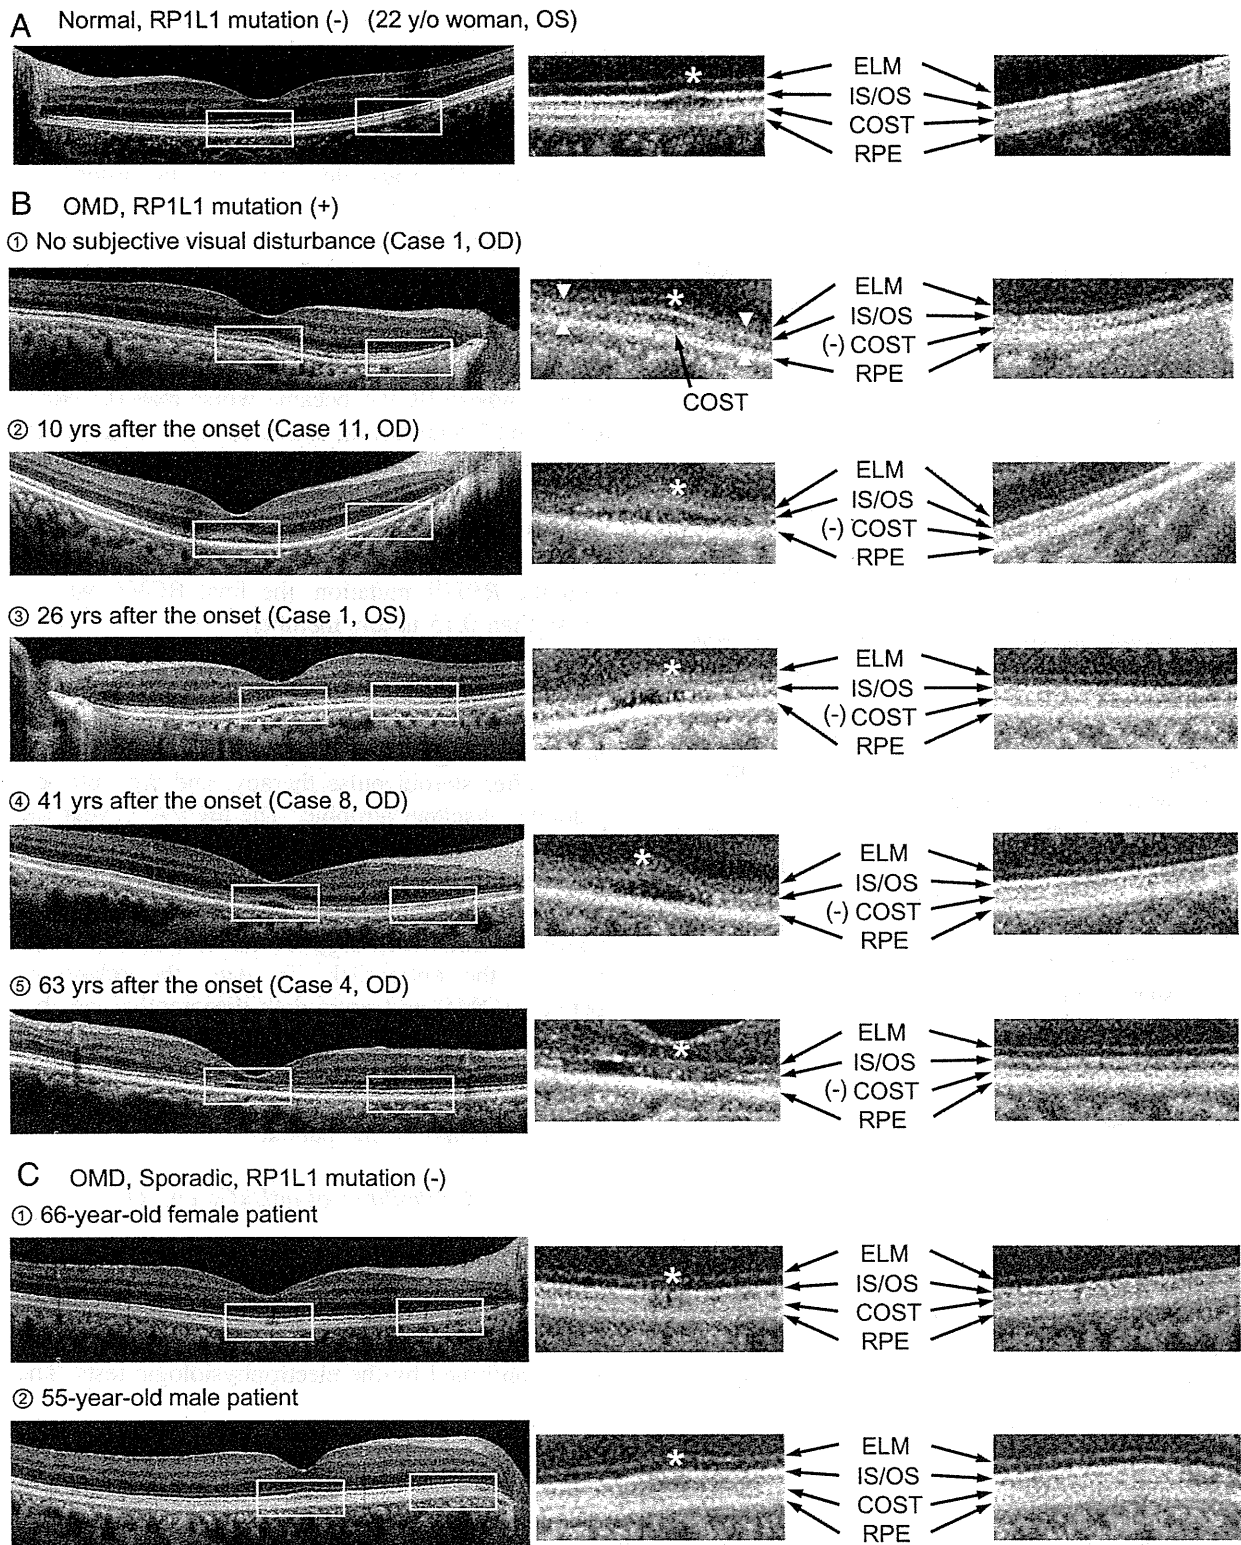 A Normal, RP1L1 mutation (-) (22 y/o woman, OS)
*
ELM
IS/OS
COST
RPE
B OMD, RP1L1 mutation (+)
① No subjective visual disturbance (Case 1, OD)
*
ELM
IS/OS
(-) COST
RPE
COST
② 10 yrs after the onset (Case 11, OD)
*
ELM
IS/OS
(-) COST
RPE
③ 26 yrs after the onset (Case 1, OS)
*
ELM
IS/OS
(-) COST
RPE
④ 41 yrs after the onset (Case 8, OD)
*
ELM
IS/OS
(-) COST
RPE
⑤ 63 yrs after the onset (Case 4, OD)
*
ELM
IS/OS
(-) COST
RPE
C OMD, Sporadic, RP1L1 mutation (-)
① 66-year-old female patient
*
ELM
IS/OS
COST
RPE
② 55-year-old male patient
*
ELM
IS/OS
COST
RPE